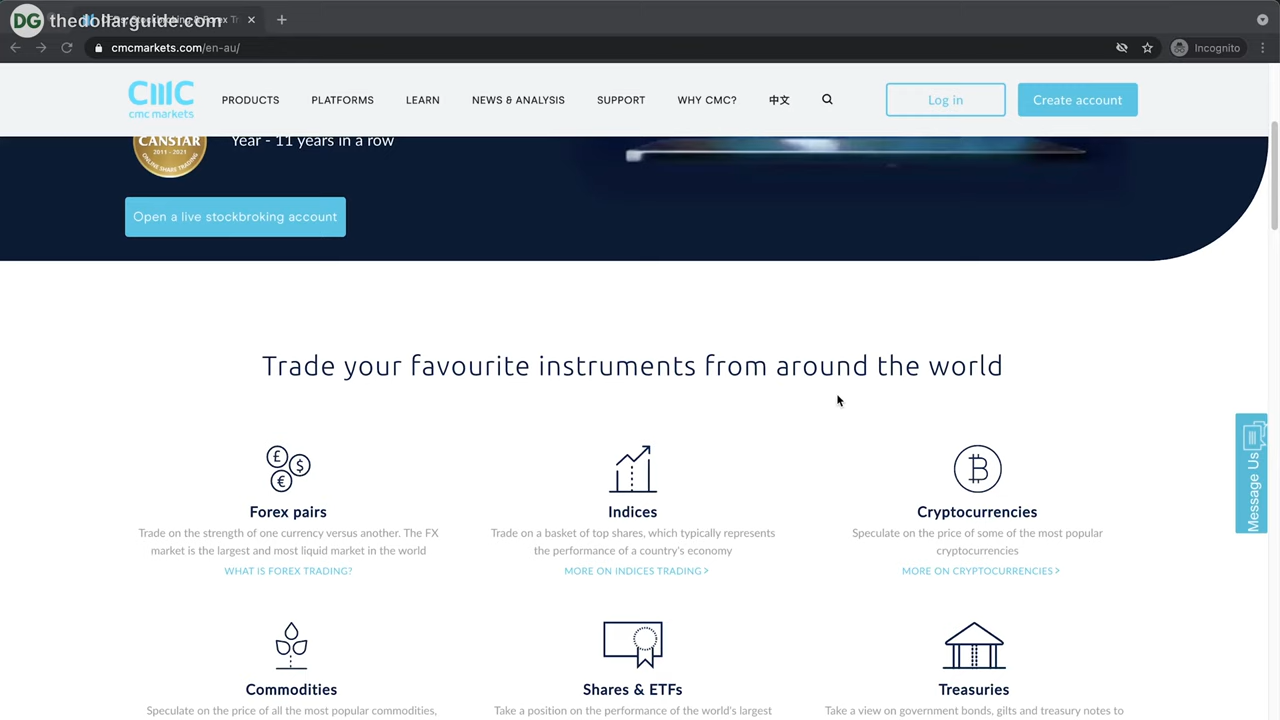 DG thedollarguide.com
cmcmarkets.com/en-au/
Incognito
cmc
cmc markets
PRODUCTS
PLATFORMS
LEARN
NEWS & ANALYSIS
SUPPORT
WHY CMC?
中文
Log in
Create account
CANSTAR
2011 - 2021
ONLINE SHARE TRADING
Year - 11 years in a row
Open a live stockbroking account
Trade your favourite instruments from around the world
Forex pairs
Trade on the strength of one currency versus another. The FX
market is the largest and most liquid market in the world
WHAT IS FOREX TRADING?
Indices
Trade on a basket of top shares, which typically represents
the performance of a country's economy
MORE ON INDICES TRADING >
Cryptocurrencies
Speculate on the price of some of the most popular
cryptocurrencies
MORE ON CRYPTOCURRENCIES >
Message Us
Commodities
Speculate on the price of all the most popular commodities,
Shares & ETFs
Take a position on the performance of the world's largest
Treasuries
Take a view on government bonds, gilts and treasury notes to